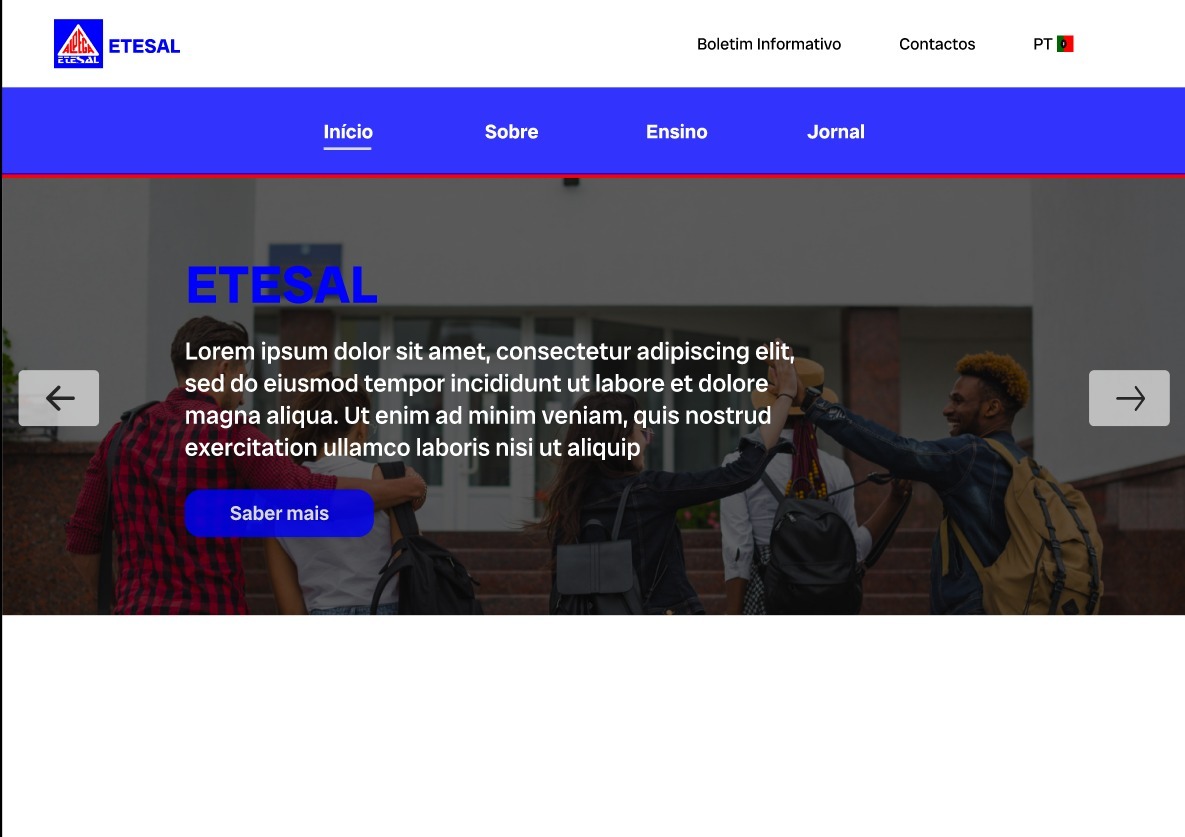 ALPEGA
ETESAL
ETESAL
Boletim Informativo
Contactos
PT
Início
Sobre
Ensino
Jornal
ETESAL
Lorem ipsum dolor sit amet, consectetur adipiscing elit,
sed do eiusmod tempor incididunt ut labore et dolore
magna aliqua. Ut enim ad minim veniam, quis nostrud
exercitation ullamco laboris nisi ut aliquip
Saber mais